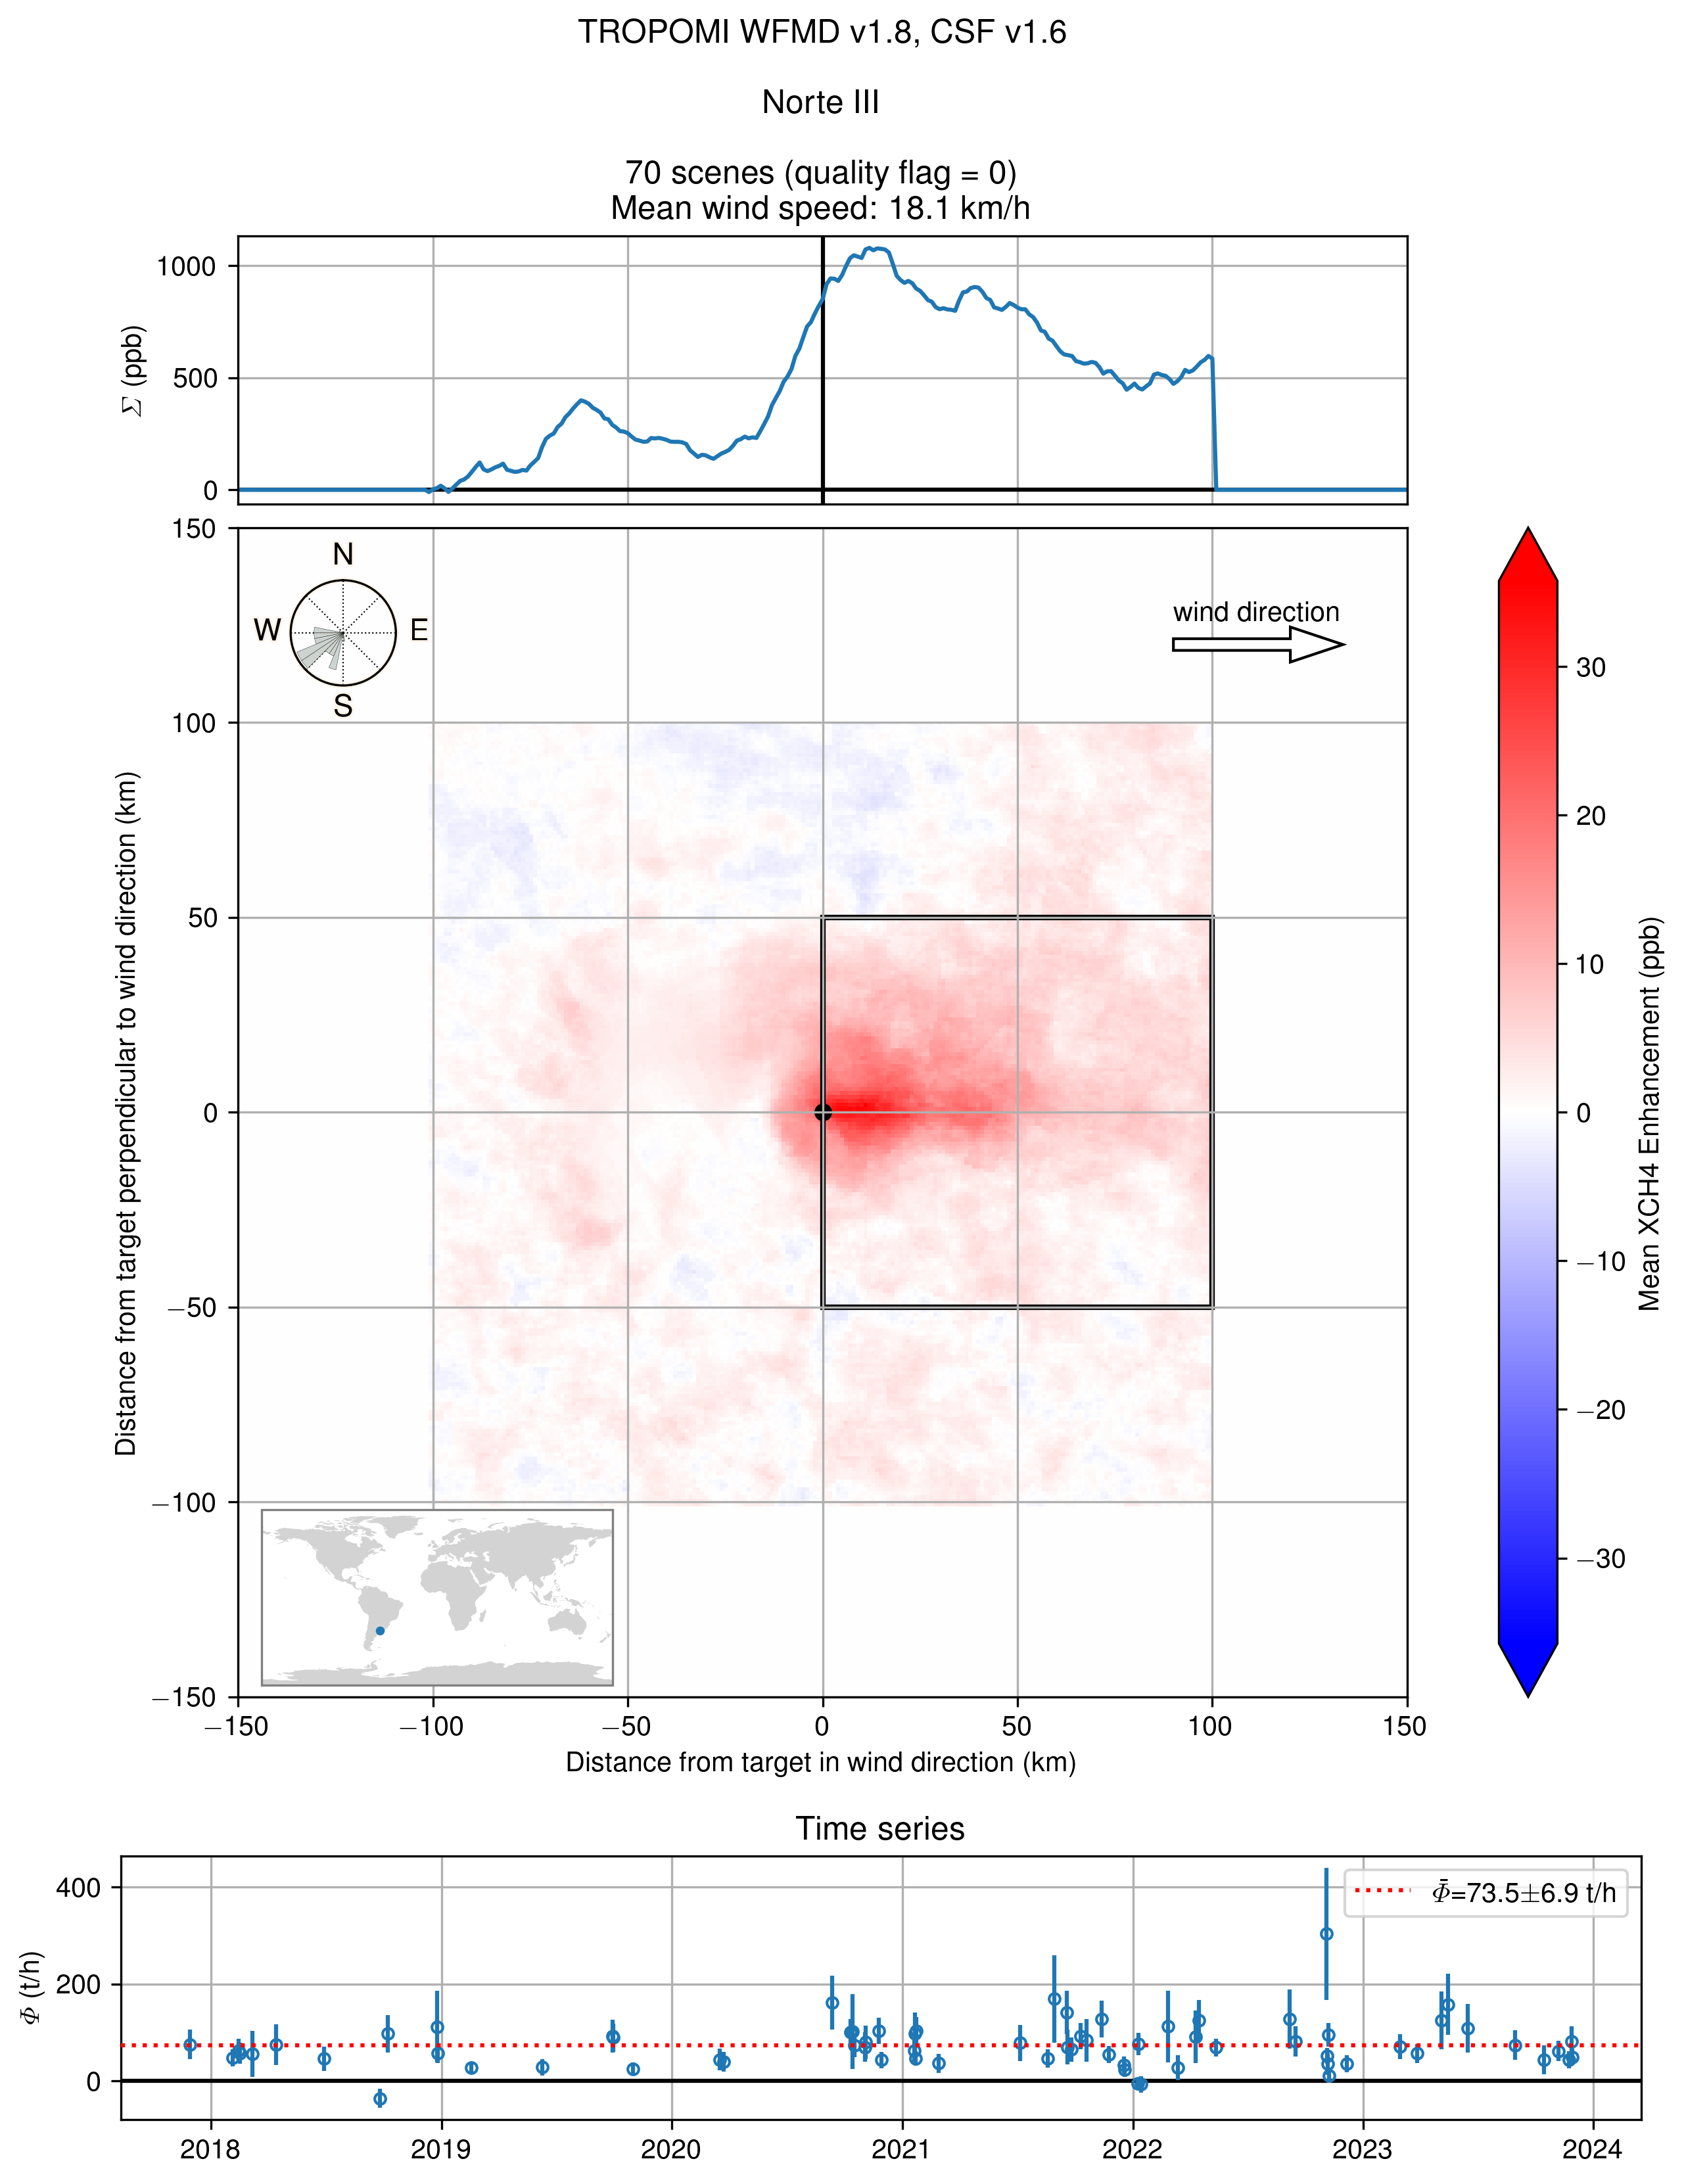 TROPOMI WFMD v1.8, CSF v1.6
Norte III
70 scenes (quality flag = 0)
Mean wind speed: 18.1 km/h
1000
500
0
Σ (ppb)
150
100
50
0
−50
−100
−150
Distance from target perpendicular to wind direction (km)
N
W
E
S
wind direction
−150
−100
−50
0
50
100
150
Distance from target in wind direction (km)
30
20
10
0
−10
−20
−30
Mean XCH4 Enhancement (ppb)
Time series
400
200
0
Φ (t/h)
Φ̄=73.5±6.9 t/h
2018
2019
2020
2021
2022
2023
2024